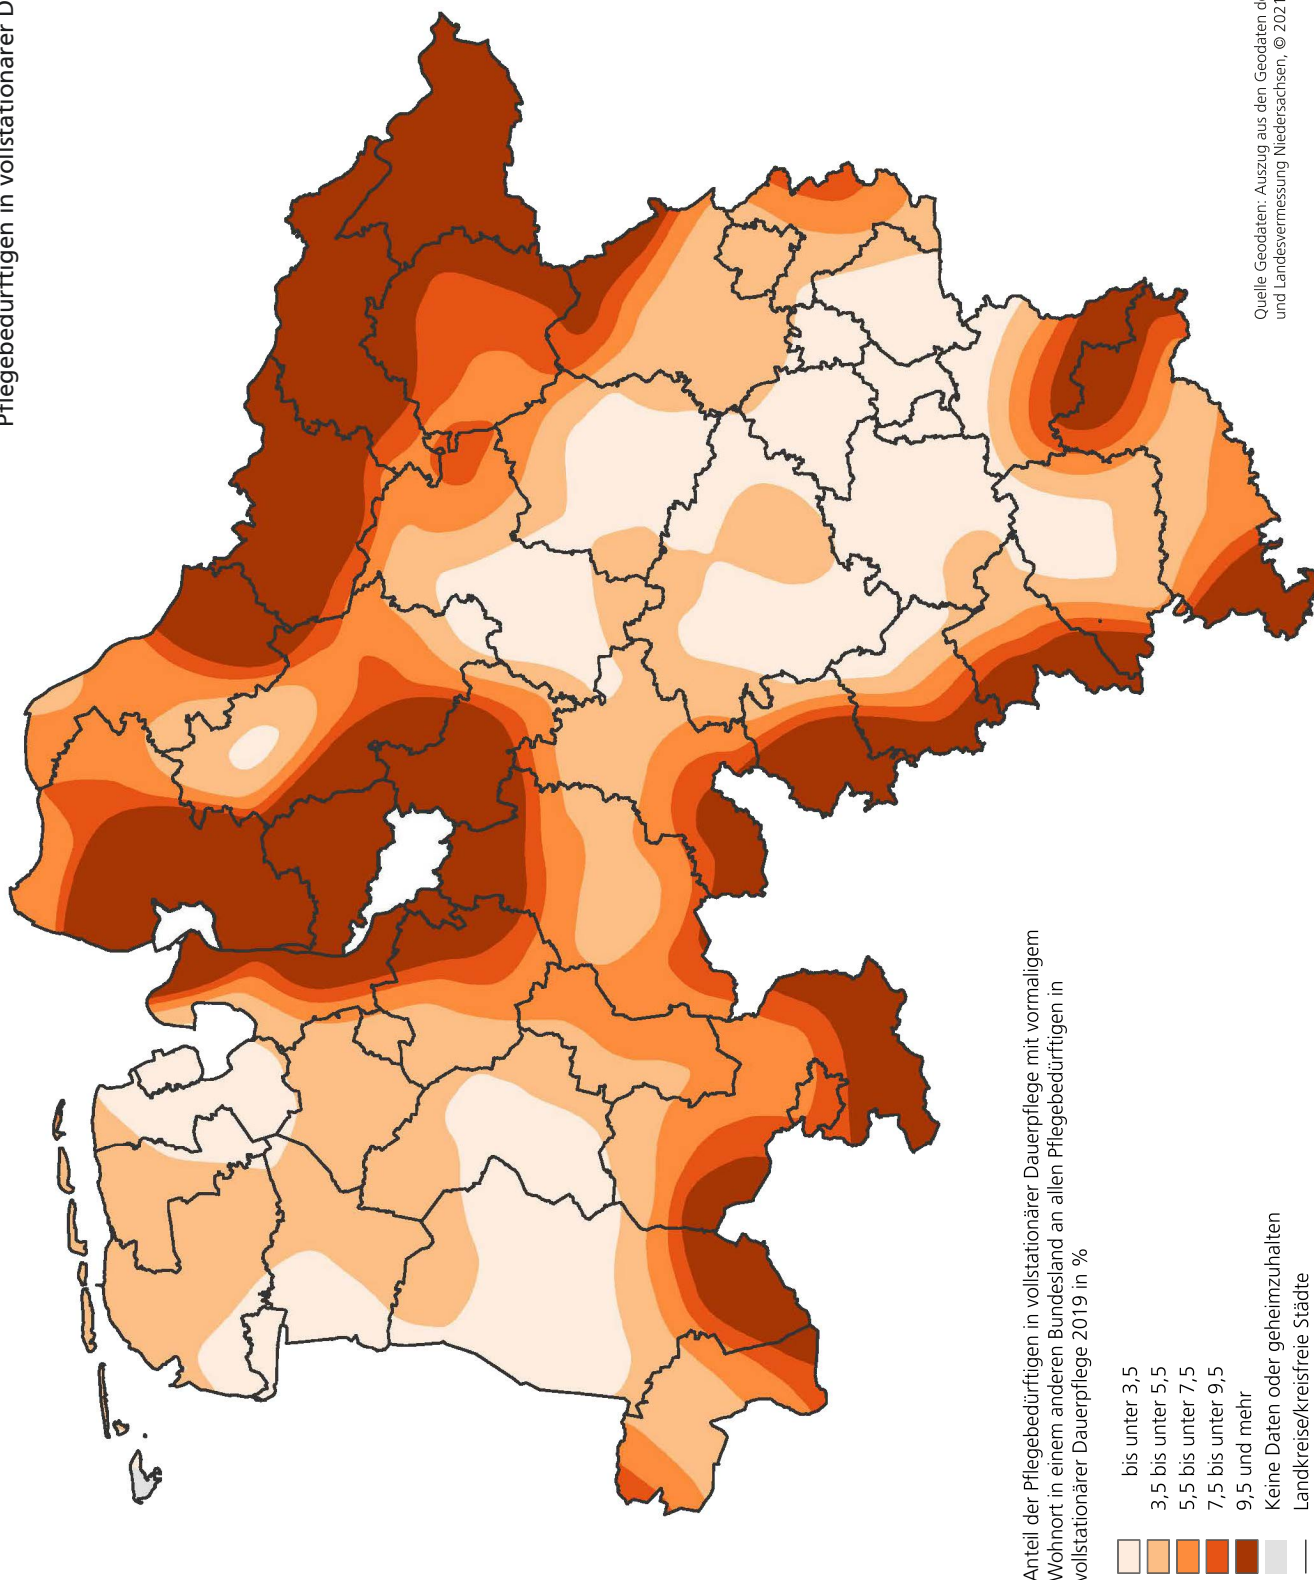 Pflegebedürftigen in vollstationärer D
Anteil der Pflegebedürftigen in vollstationärer Dauerpflege mit vormaligem
Wohnort in einem anderen Bundesland an allen Pflegebedürftigen in
vollstationärer Dauerpflege 2019 in %
bis unter 3,5
3,5 bis unter 5,5
5,5 bis unter 7,5
7,5 bis unter 9,5
9,5 und mehr
Keine Daten oder geheimzuhalten
Landkreise/kreisfreie Städte
Quelle Geodaten: Auszug aus den Geodaten de
und Landesvermessung Niedersachsen, © 2021